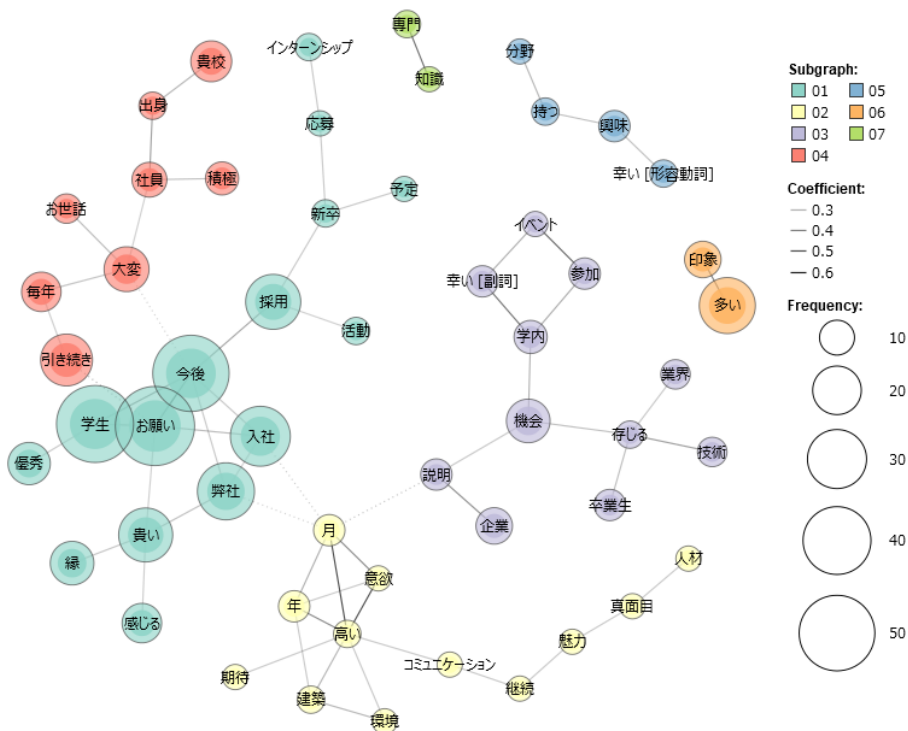 専門
知識
インターンシップ
分野
貴校
出身
応募
持つ
興味
幸い [形容動詞]
社員
積極
予定
お世話
新卒
イベント
大変
幸い [副詞]
参加
印象
多い
毎年
採用
活動
学内
引き続き
今後
業界
学生
お願い
入社
機会
存じる
技術
優秀
説明
弊社
卒業生
企業
貴い
月
縁
意欲
人材
感じる
年
高い
真面目
魅力
コミュニケーション
期待
継続
建築
環境
Subgraph:
01 05
02 06
03 07
04
Coefficient:
0.3
0.4
0.5
0.6
Frequency:
10
20
30
40
50